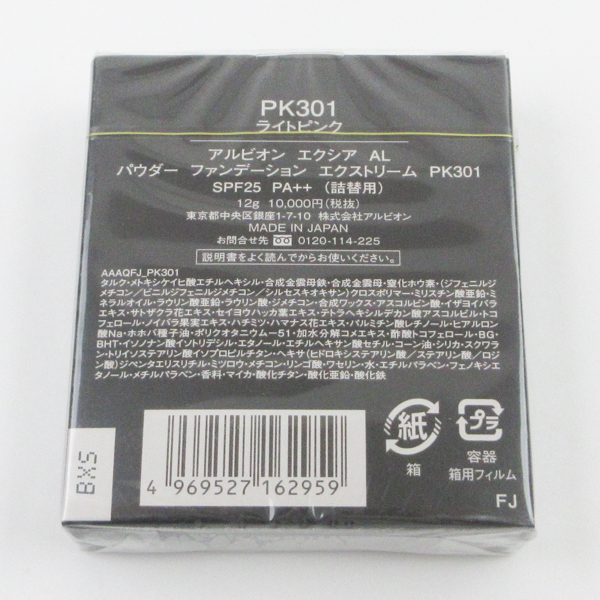 PK301
ライトピンク
アルビオン エクシア AL
パウダー ファンデーション エクストリーム PK301
SPF25 PA++ (詰替用)
12g 10,000円(税抜)
東京都中央区銀座1-7-10 株式会社アルビオン
MADE IN JAPAN
お問合せ先 0120-114-225
説明書をよく読んでからお使いください。
AAAQFJ_PK301
タルク・メトキシケイヒ酸エチルヘキシル・合成金雲母鉄・合成金雲母・窒化ホウ素・(ジフェニルジ
メチコン/ビニルジフェニルジメチコン/シルセスキオキサン)クロスポリマー・ミリスチン酸亜鉛・ミ
ネラルオイル・ラウリン酸亜鉛・ラウリン酸・ジメチコン・合成ワックス・アスコルビン酸・イザヨイバラ
エキス・サトザクラ花エキス・セイヨウハッカ葉エキス・テトラヘキシルデカン酸アスコルビル・トコ
フェロール・ノイバラ果実エキス・ハチミツ・ハマナス花エキス・パルミチン酸レチノール・ヒアルロン
酸Na・ホホバ種子油・ポリクオタニウム-51・加水分解コメエキス・酢酸トコフェロール・BG・
BHT・イソノナン酸イソトリデシル・エタノール・エチルヘキサン酸セチル・コーン油・シリカ・スクワラ
ン・トリイソステアリン酸イソプロピルチタン・ヘキサ(ヒドロキシステアリン酸/ステアリン酸/ロジ
ン酸)ジペンタエリスリチル・ミツロウ・メチコン・リンゴ酸・ワセリン・水・エチルパラベン・フェノキシエ
タノール・メチルパラベン・香料・マイカ・酸化チタン・酸化亜鉛・酸化鉄
BXS
4 969527 162959
紙
箱
プラ
容器
箱用フィルム
FJ